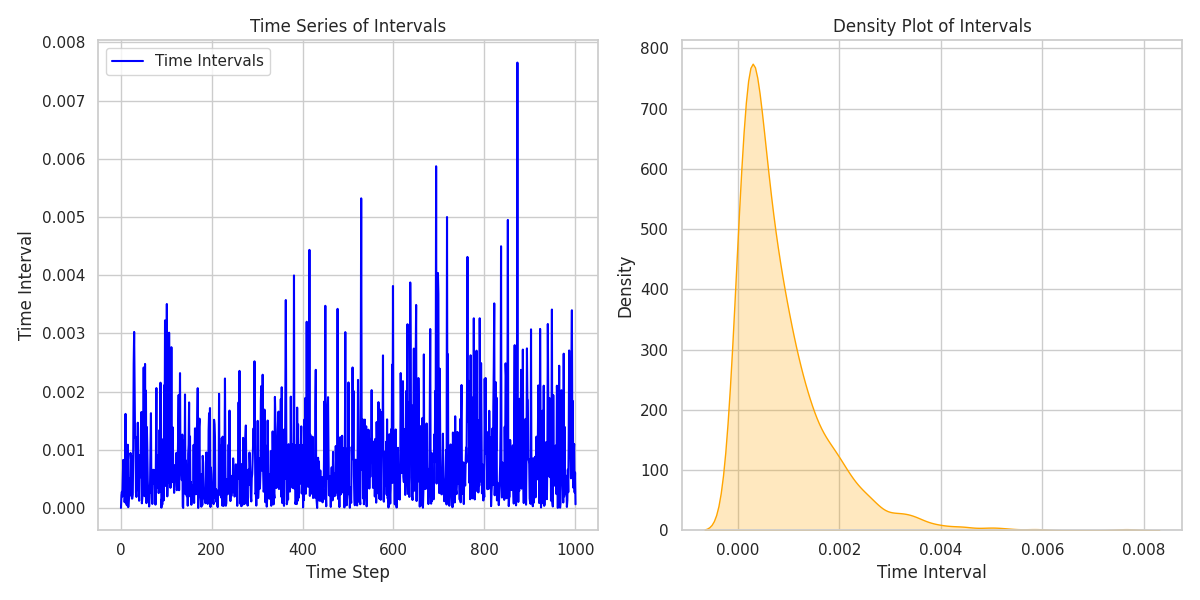 Time Series of Intervals
Time Intervals
0.008
0.007
0.006
0.005
0.004
0.003
0.002
0.001
0.000
0 200 400 600 800 1000
Time Step
Time Interval
Density Plot of Intervals
800
700
600
500
400
300
200
100
0
0.000 0.002 0.004 0.006 0.008
Time Interval
Density